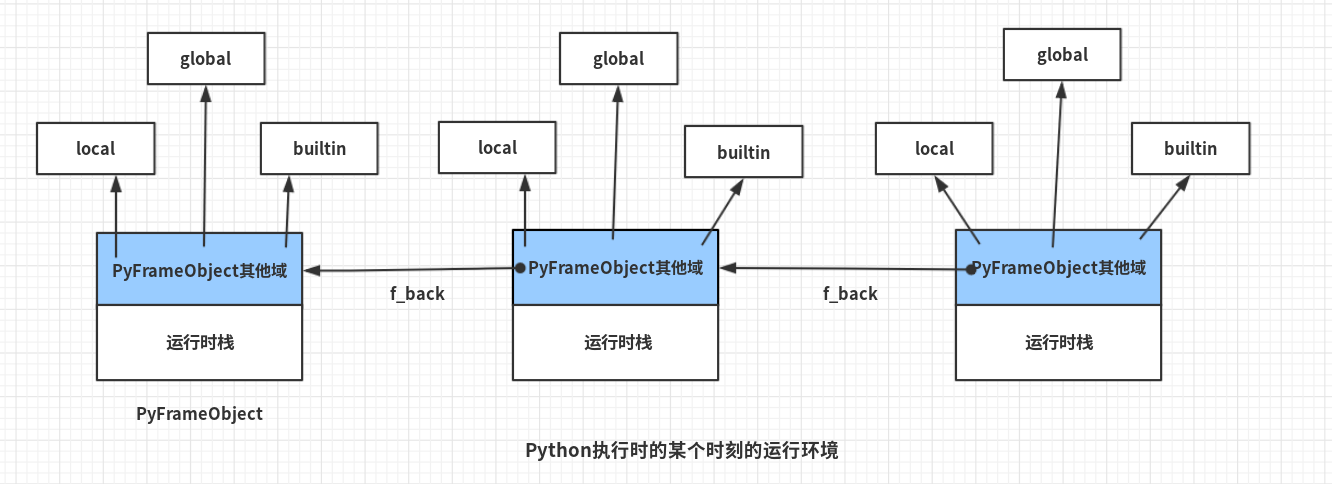 global
global
global
local
builtin
local
builtin
local
builtin
PyFrameObject其他域
PyFrameObject其他域
PyFrameObject其他域
f_back
f_back
运行时栈
运行时栈
运行时栈
PyFrameObject
Python执行时的某个时刻的运行环境